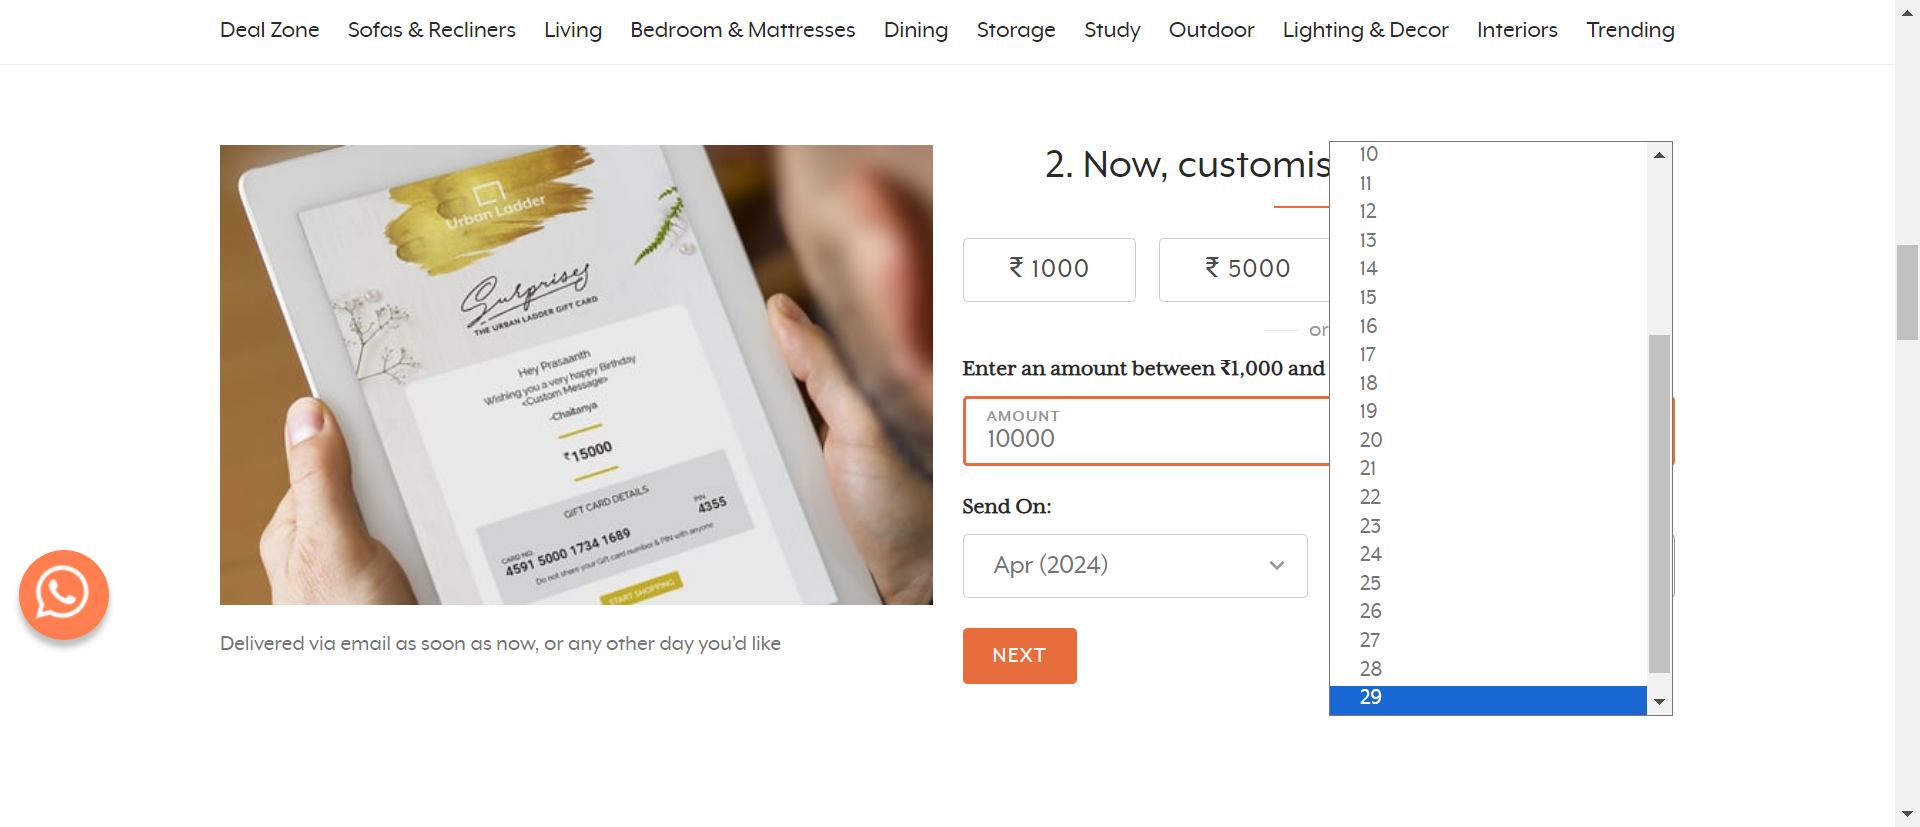 Deal Zone Sofas & Recliners Living Bedroom & Mattresses Dining Storage Study Outdoor Lighting & Decor Interiors Trending
Urban Ladder
Surprises
THE URBAN LADDER GIFT CARD
Hey Prasaanth
Wishing you a very happy Birthday
<Custom Message>
-Chaitanya
₹15000
GIFT CARD DETAILS
CARD NO.
4591 5000 1734 1689
PIN
4355
Do not share your Gift card number & PIN with anyone
START SHOPPING
Delivered via email as soon as now, or any other day you’d like
2. Now, customis
₹ 1000
₹ 5000
or
Enter an amount between ₹1,000 and
AMOUNT
10000
Send On:
Apr (2024)
NEXT
10
11
12
13
14
15
16
17
18
19
20
21
22
23
24
25
26
27
28
29